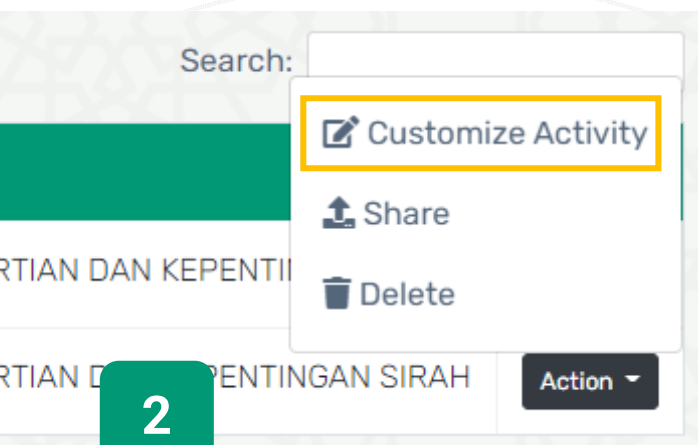 Search:
Customize Activity
Share
RTIAN DAN KEPENTI
Delete
RTIAN PENTINGAN SIRAH
Action
2